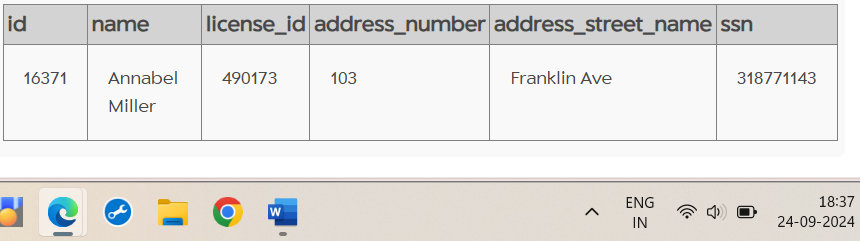 id name license_id address_number address_street_name ssn
16371 Annabel 490173 103 Franklin Ave 318771143
Miller
W
ENG 18:37
IN 24-09-2024